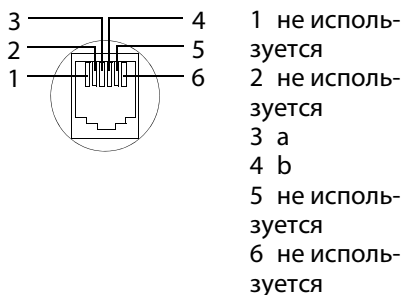 3
4
2
5
1
6
1 не исполь-
зуется
2 не исполь-
зуется
3 a
4 b
5 не исполь-
зуется
6 не исполь-
зуется